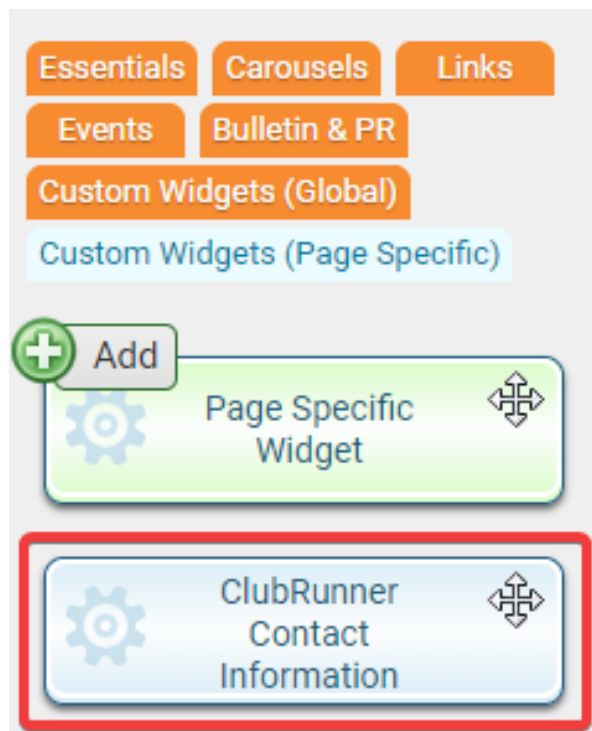 Essentials Carousels Links
Events Bulletin & PR
Custom Widgets (Global)
Custom Widgets (Page Specific)
Add
Page Specific
Widget
ClubRunner
Contact
Information